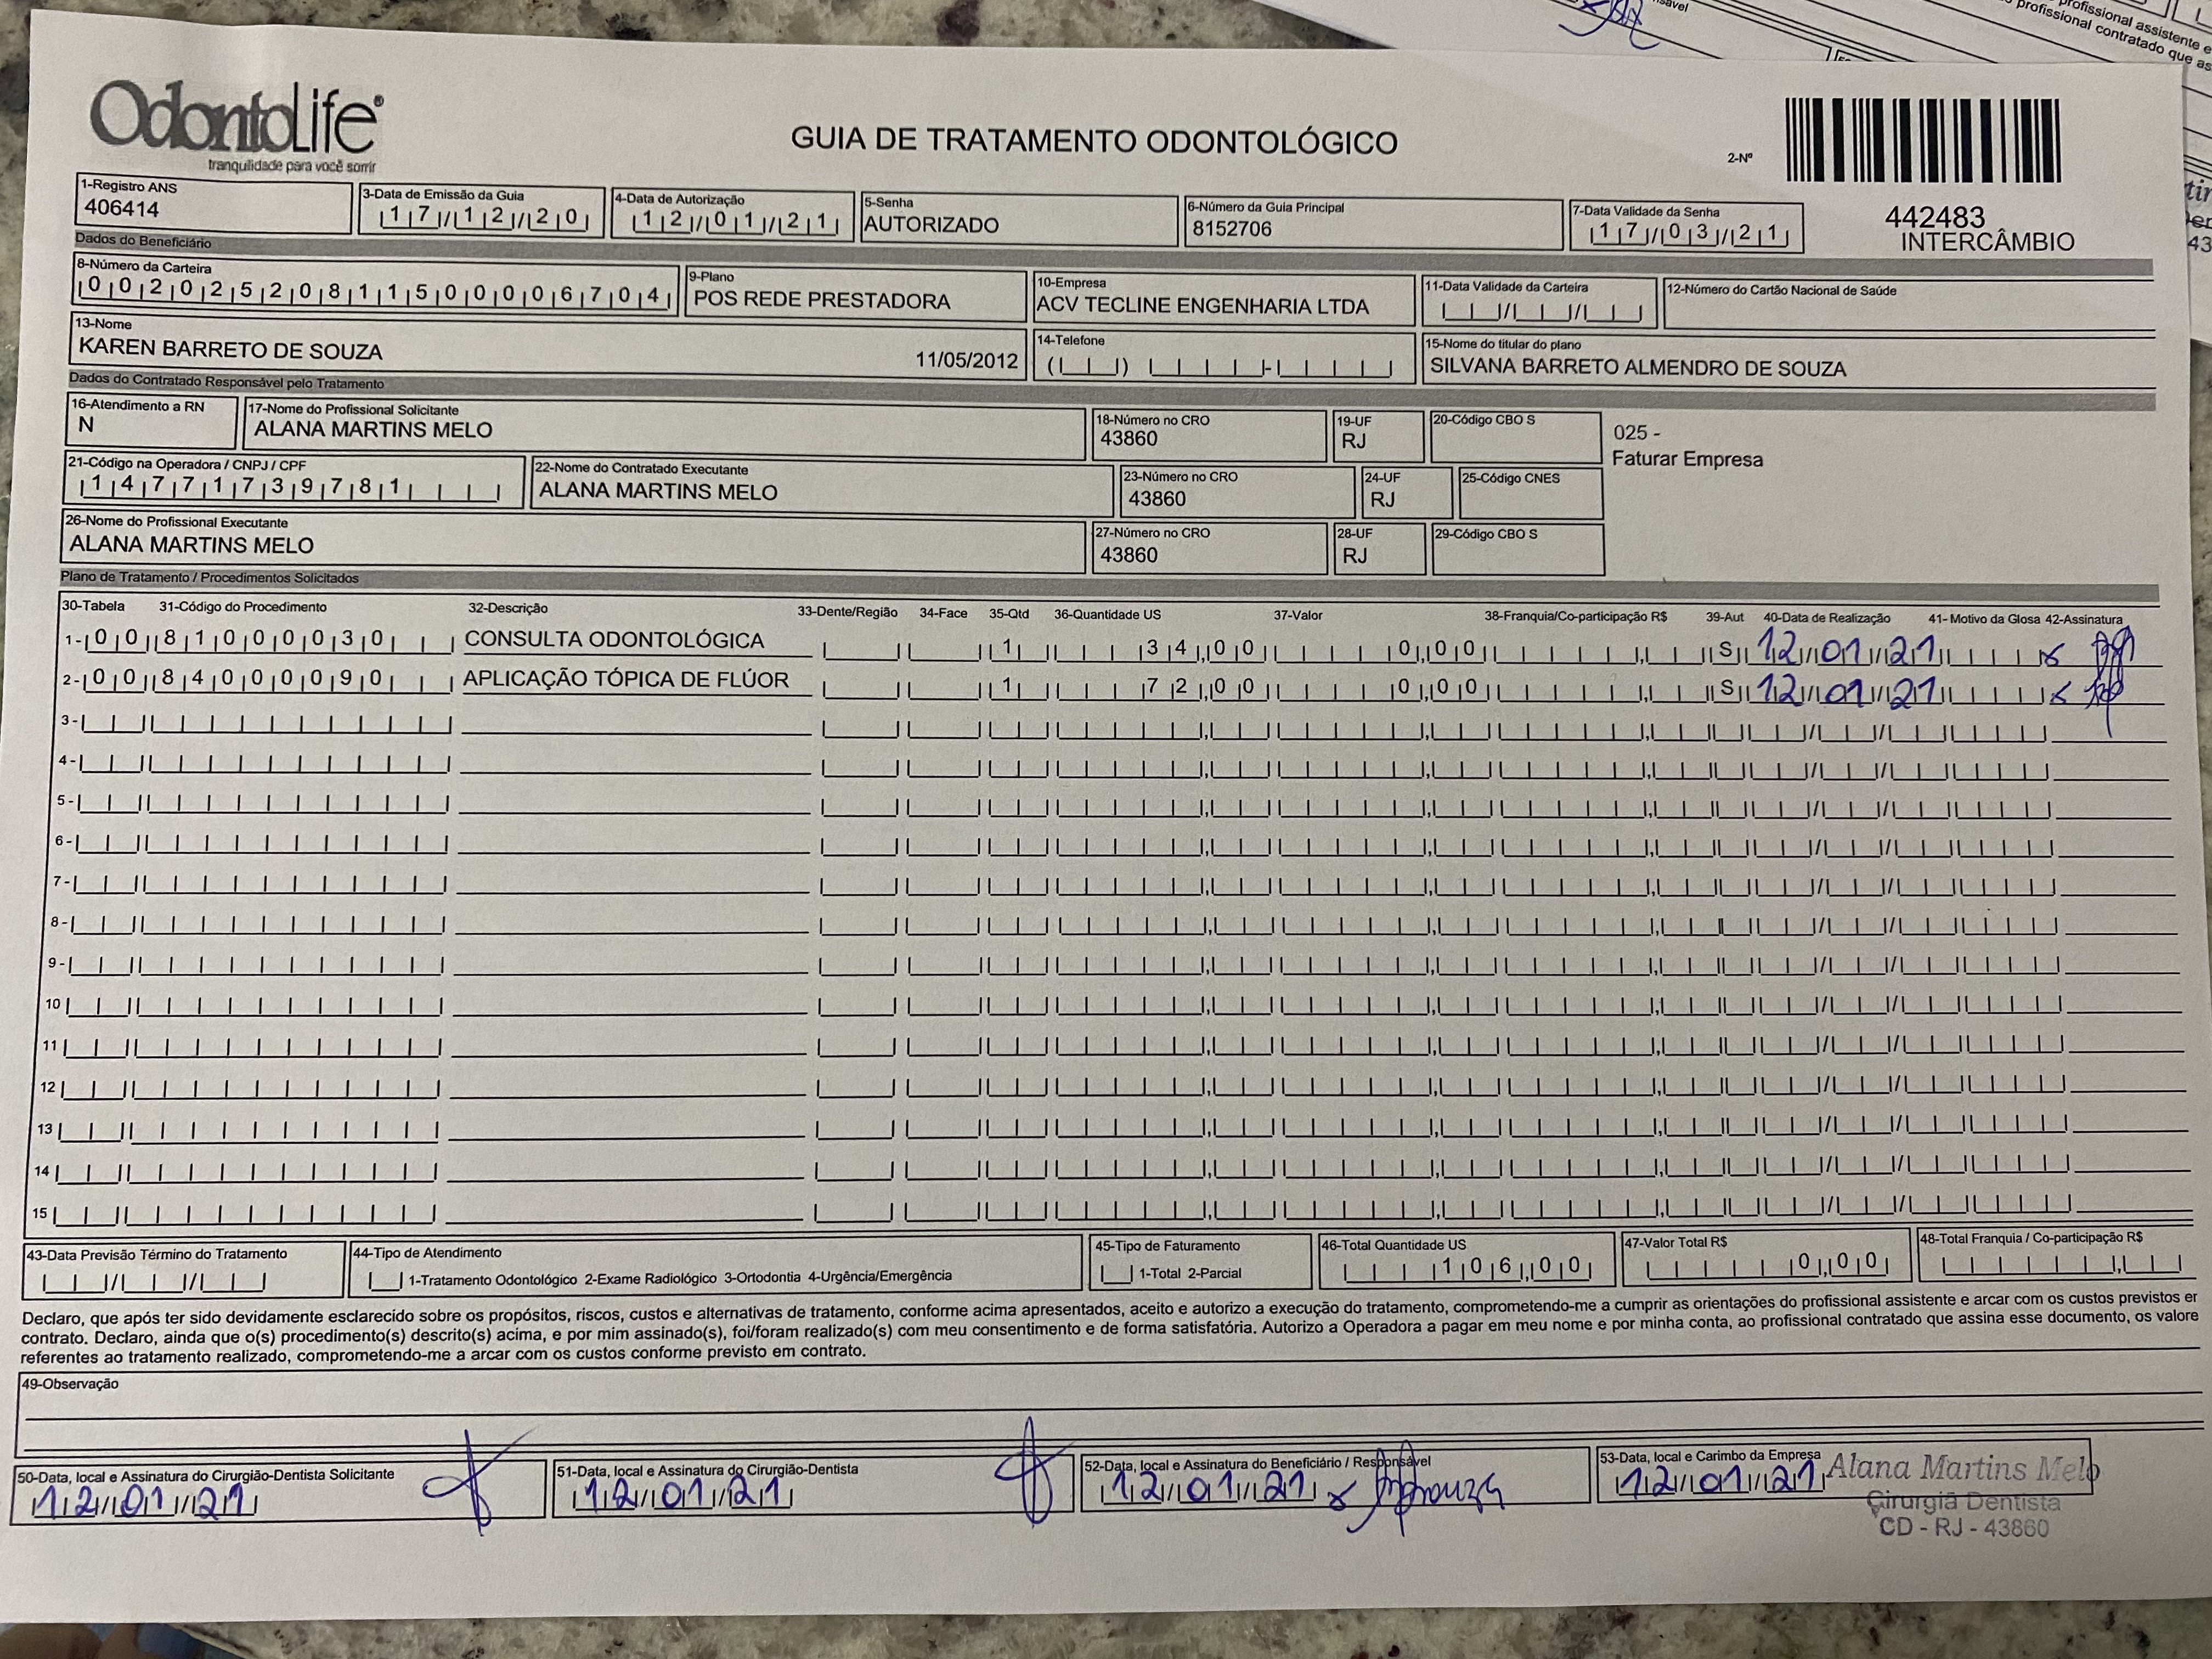 OdontoLife®
tranquilidade para você sorrir
GUIA DE TRATAMENTO ODONTOLÓGICO
2-Nº
442483
INTERCÂMBIO
1-Registro ANS
406414
3-Data de Emissão da Guia
17/12/20
4-Data de Autorização
12/01/21
5-Senha
AUTORIZADO
6-Número da Guia Principal
8152706
7-Data Validade da Senha
17/03/21
Dados do Beneficiário
8-Número da Carteira
00202520811500006704
9-Plano
POS REDE PRESTADORA
10-Empresa
ACV TECLINE ENGENHARIA LTDA
11-Data Validade da Carteira
12-Número do Cartão Nacional de Saúde
13-Nome
KAREN BARRETO DE SOUZA 11/05/2012
14-Telefone
15-Nome do titular do plano
SILVANA BARRETO ALMENDRO DE SOUZA
Dados do Contratado Responsável pelo Tratamento
16-Atendimento a RN
N
17-Nome do Profissional Solicitante
ALANA MARTINS MELO
18-Número no CRO
43860
19-UF
RJ
20-Código CBO S
025 -
Faturar Empresa
21-Código na Operadora / CNPJ / CPF
14771739781
22-Nome do Contratado Executante
ALANA MARTINS MELO
23-Número no CRO
43860
24-UF
RJ
25-Código CNES
26-Nome do Profissional Executante
ALANA MARTINS MELO
27-Número no CRO
43860
28-UF
RJ
29-Código CBO S
Plano de Tratamento / Procedimentos Solicitados
30-Tabela 31-Código do Procedimento 32-Descrição 33-Dente/Região 34-Face 35-Qtd 36-Quantidade US 37-Valor 38-Franquia/Co-participação R$ 39-Aut 40-Data de Realização 41- Motivo da Glosa 42-Assinatura
1- 00 81000030 CONSULTA ODONTOLÓGICA 1 34,00 0,00 S 12/01/21 x
2- 00 84000090 APLICAÇÃO TÓPICA DE FLÚOR 1 72,00 0,00 S 12/01/21 x
3-
4-
5-
6-
7-
8-
9-
10
11
12
13
14
15
43-Data Previsão Término do Tratamento
44-Tipo de Atendimento
1-Tratamento Odontológico 2-Exame Radiológico 3-Ortodontia 4-Urgência/Emergência
45-Tipo de Faturamento
1-Total 2-Parcial
46-Total Quantidade US
106,00
47-Valor Total R$
0,00
48-Total Franquia / Co-participação R$
Declaro, que após ter sido devidamente esclarecido sobre os propósitos, riscos, custos e alternativas de tratamento, conforme acima apresentados, aceito e autorizo a execução do tratamento, comprometendo-me a cumprir as orientações do profissional assistente e arcar com os custos previstos er
contrato. Declaro, ainda que o(s) procedimento(s) descrito(s) acima, e por mim assinado(s), foi/foram realizado(s) com meu consentimento e de forma satisfatória. Autorizo a Operadora a pagar em meu nome e por minha conta, ao profissional contratado que assina esse documento, os valore
referentes ao tratamento realizado, comprometendo-me a arcar com os custos conforme previsto em contrato.
49-Observação
50-Data, local e Assinatura do Cirurgião-Dentista Solicitante
12/01/21
51-Data, local e Assinatura do Cirurgião-Dentista
12/01/21
52-Data, local e Assinatura do Beneficiário / Responsável
12/01/21 x
53-Data, local e Carimbo da Empresa
12/01/21
Alana Martins Melo
Cirurgiã Dentista
CD - RJ - 43860